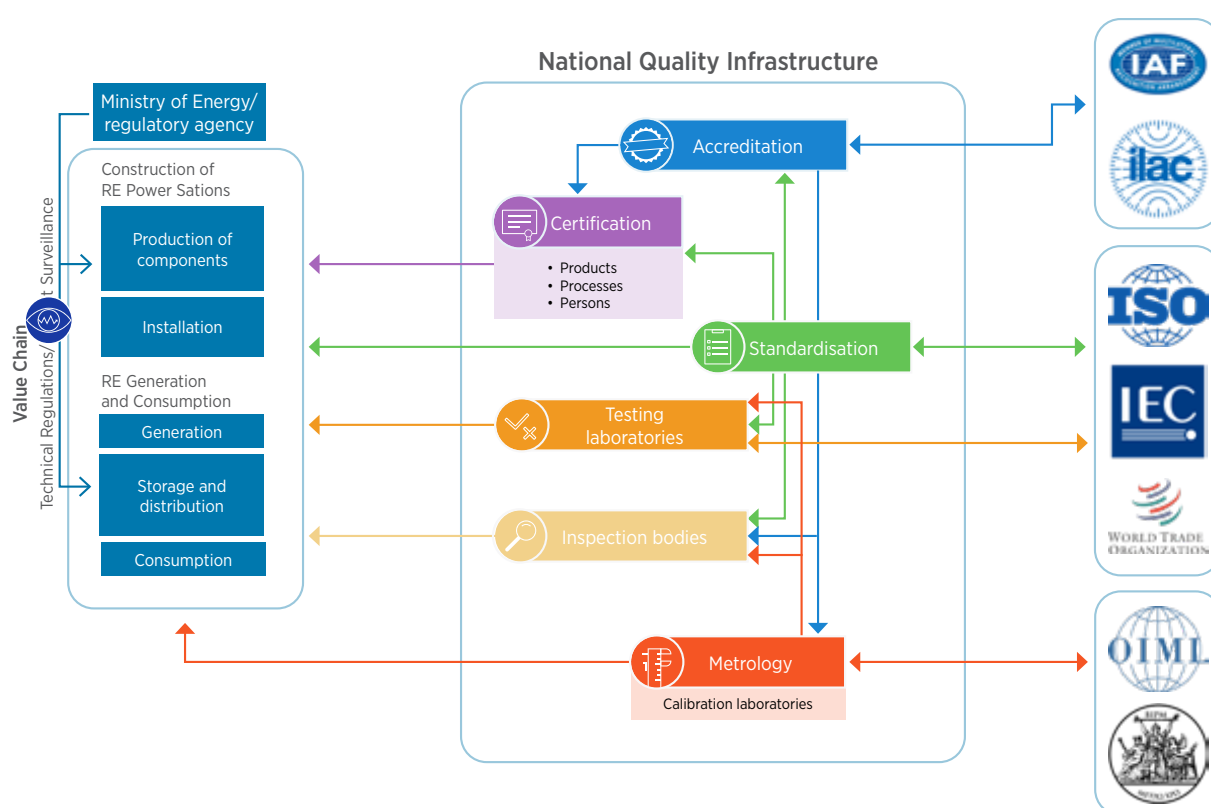 National Quality Infrastructure
Ministry of Energy/
regulatory agency
Construction of
RE Power Sations
Production of
components
Installation
RE Generation
and Consumption
Generation
Storage and
distribution
Consumption
Value Chain
Technical Regulations/
t Surveillance
Accreditation
Certification
• Products
• Processes
• Persons
Standardisation
Testing
laboratories
Inspection bodies
Metrology
Calibration laboratories
IAF
ilac
ISO
IEC
WORLD TRADE
ORGANIZATION
OIML
BIPM